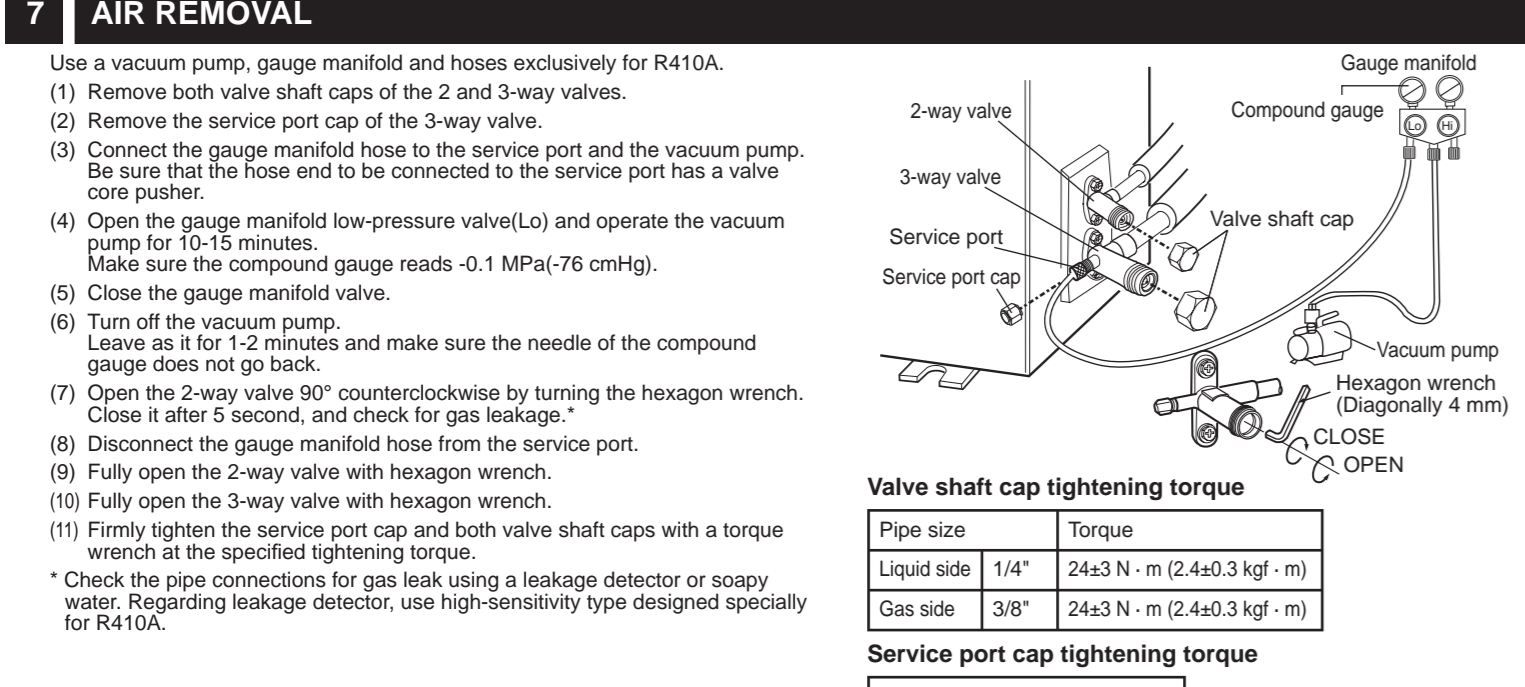 7 AIR REMOVAL
Use a vacuum pump, gauge manifold and hoses exclusively for R410A.
(1) Remove both valve shaft caps of the 2 and 3-way valves.
(2) Remove the service port cap of the 3-way valve.
(3) Connect the gauge manifold hose to the service port and the vacuum pump.
Be sure that the hose end to be connected to the service port has a valve
core pusher.
(4) Open the gauge manifold low-pressure valve(Lo) and operate the vacuum
pump for 10-15 minutes.
Make sure the compound gauge reads -0.1 MPa(-76 cmHg).
(5) Close the gauge manifold valve.
(6) Turn off the vacuum pump.
Leave as it for 1-2 minutes and make sure the needle of the compound
gauge does not go back.
(7) Open the 2-way valve 90° counterclockwise by turning the hexagon wrench.
Close it after 5 second, and check for gas leakage.*
(8) Disconnect the gauge manifold hose from the service port.
(9) Fully open the 2-way valve with hexagon wrench.
(10) Fully open the 3-way valve with hexagon wrench.
(11) Firmly tighten the service port cap and both valve shaft caps with a torque
wrench at the specified tightening torque.
* Check the pipe connections for gas leak using a leakage detector or soapy
water. Regarding leakage detector, use high-sensitivity type designed specially
for R410A.
Gauge manifold
Compound gauge
Lo Hi
2-way valve
3-way valve
Valve shaft cap
Service port
Service port cap
Vacuum pump
Hexagon wrench
(Diagonally 4 mm)
CLOSE
OPEN
Valve shaft cap tightening torque
Pipe size Torque
Liquid side 1/4" 24±3 N · m (2.4±0.3 kgf · m)
Gas side 3/8" 24±3 N · m (2.4±0.3 kgf · m)
Service port cap tightening torque